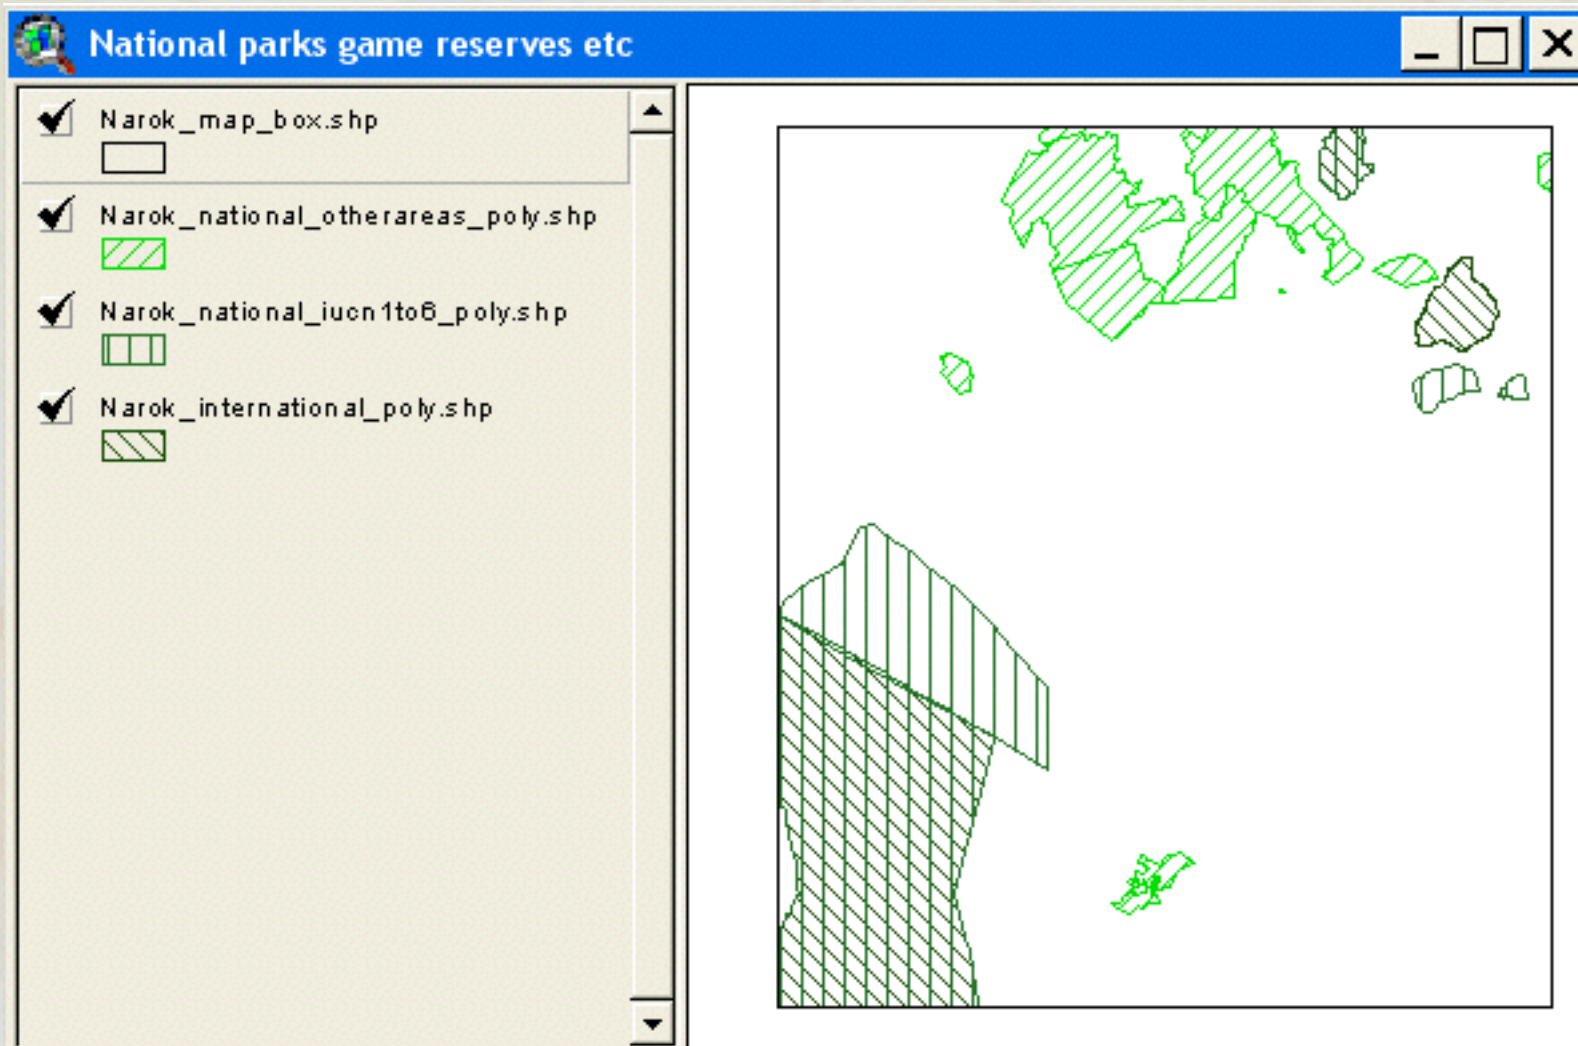 National parks game reserves etc
Narok_map_box.shp
Narok_national_otherareas_poly.shp
Narok_national_iucn1to6_poly.shp
Narok_international_poly.shp